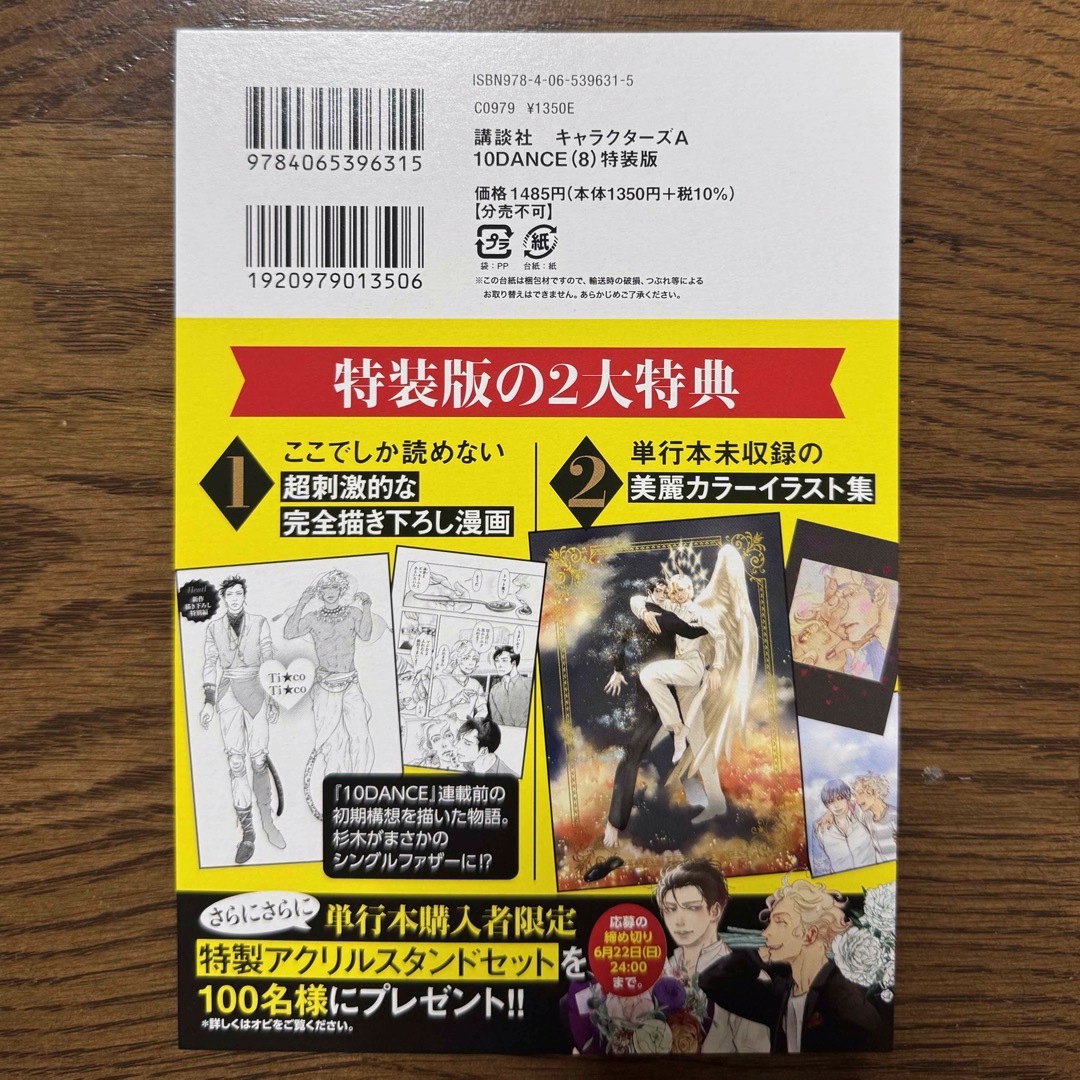 ISBN978-4-06-539631-5
C0979 ¥1350E
9784065396315
講談社 キャラクターズA
10DANCE(8)特装版
価格1485円(本体1350円+税10%)
【分売不可】
1920979013506
プラ
紙
袋:PP 台紙:紙
※この台紙は梱包材ですので、輸送時の破損、つぶれ等による
お取り替えはできません。あらかじめご了承ください。
特装版の2大特典
1
ここでしか読めない
超刺激的な
完全描き下ろし漫画
2
単行本未収録の
美麗カラーイラスト集
新作
描き下ろし
特別編
Ti★co
Ti★co
『10DANCE』連載前の
初期構想を描いた物語。
杉木がまさかの
シングルファザーに!?
さらにさらに
単行本購入者限定
特製アクリルスタンドセットを
100名様にプレゼント!!
*詳しくはオビをご覧ください。
応募の
締め切り
6月22日(日)
24:00
まで。